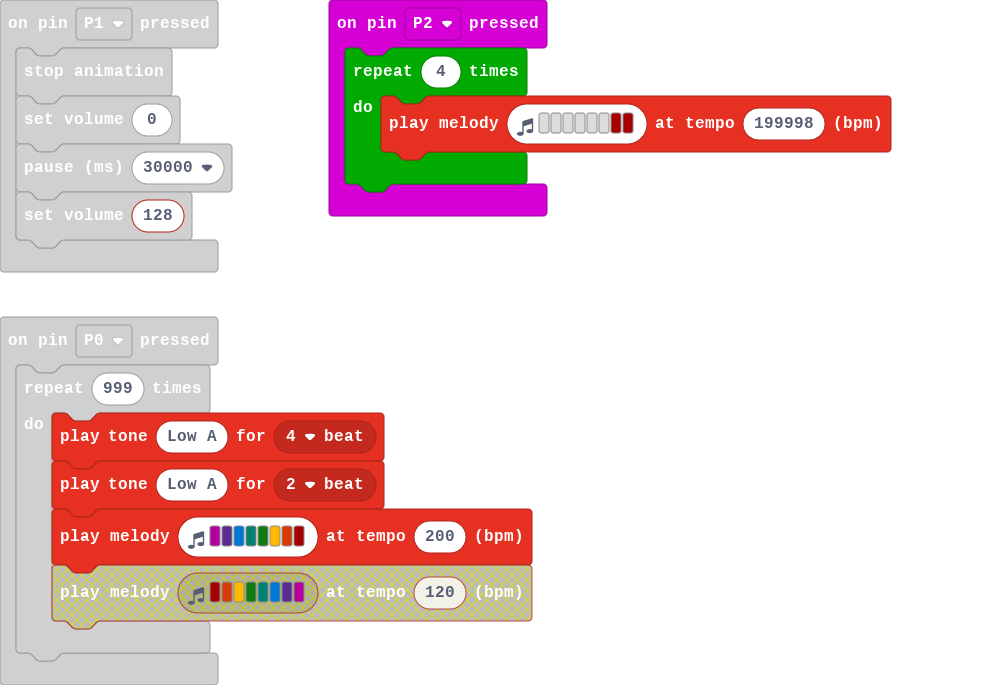 on pin P1 pressed
stop animation
set volume 0
pause (ms) 30000
set volume 128
on pin P2 pressed
repeat 4 times
do
play melody at tempo 199998 (bpm)
on pin P0 pressed
repeat 999 times
do
play tone Low A for 4 beat
play tone Low A for 2 beat
play melody at tempo 200 (bpm)
play melody at tempo 120 (bpm)